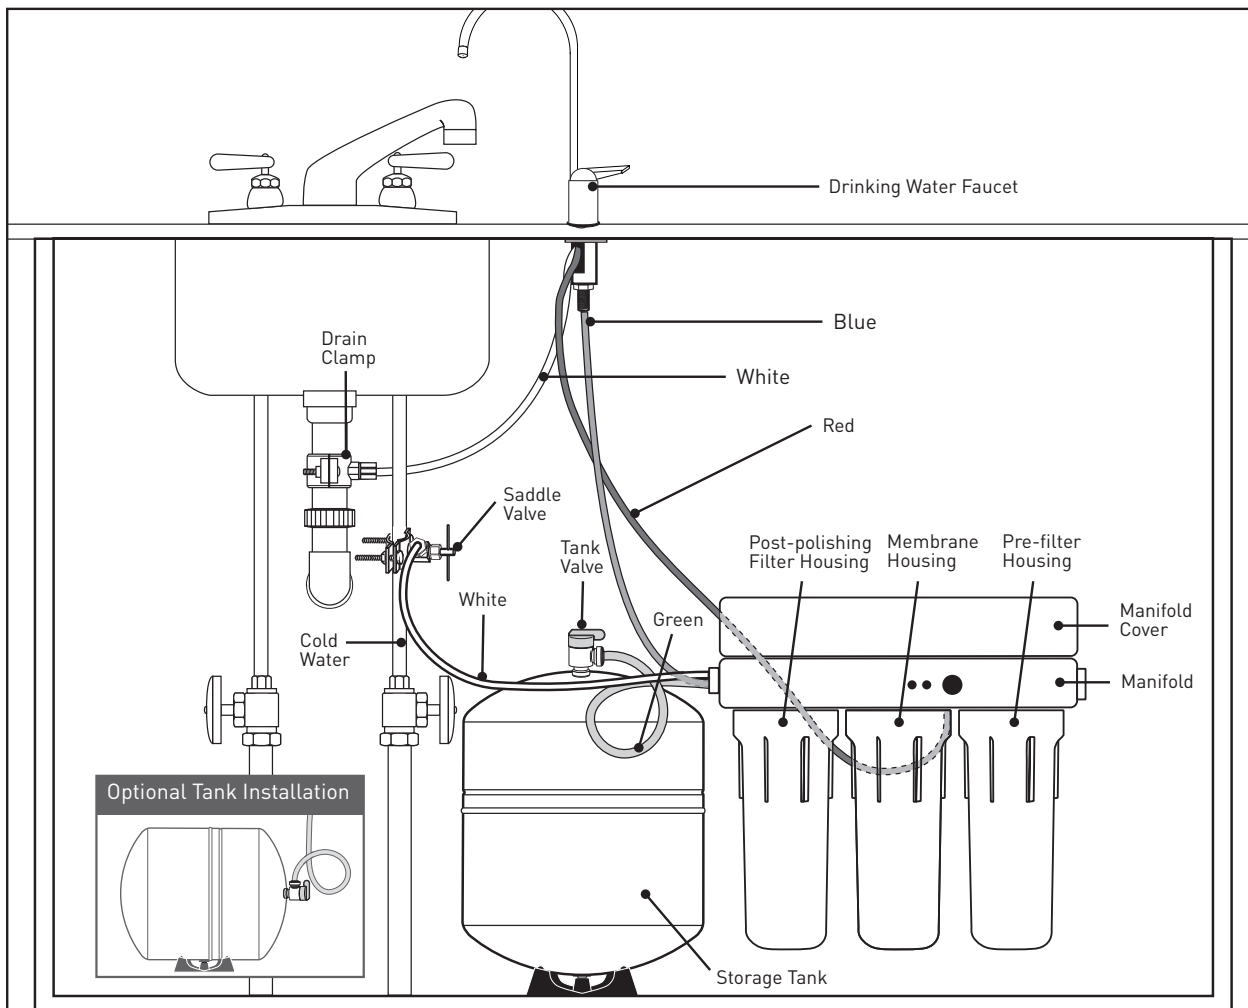 Drinking Water Faucet
Blue
Drain
Clamp
White
Red
Saddle
Valve
Tank
Valve
Post-polishing
Filter Housing
Membrane
Housing
Pre-filter
Housing
White
Green
Manifold
Cover
Cold
Water
Manifold
Optional Tank Installation
Storage Tank